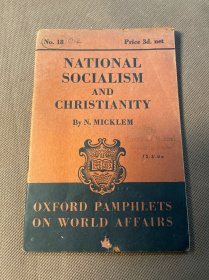 No. 18
Price 3d. net
NATIONAL
SOCIALISM
AND
CHRISTIANITY
By N. MICKLEM
OXFORD PAMPHLETS
ON WORLD AFFAIRS